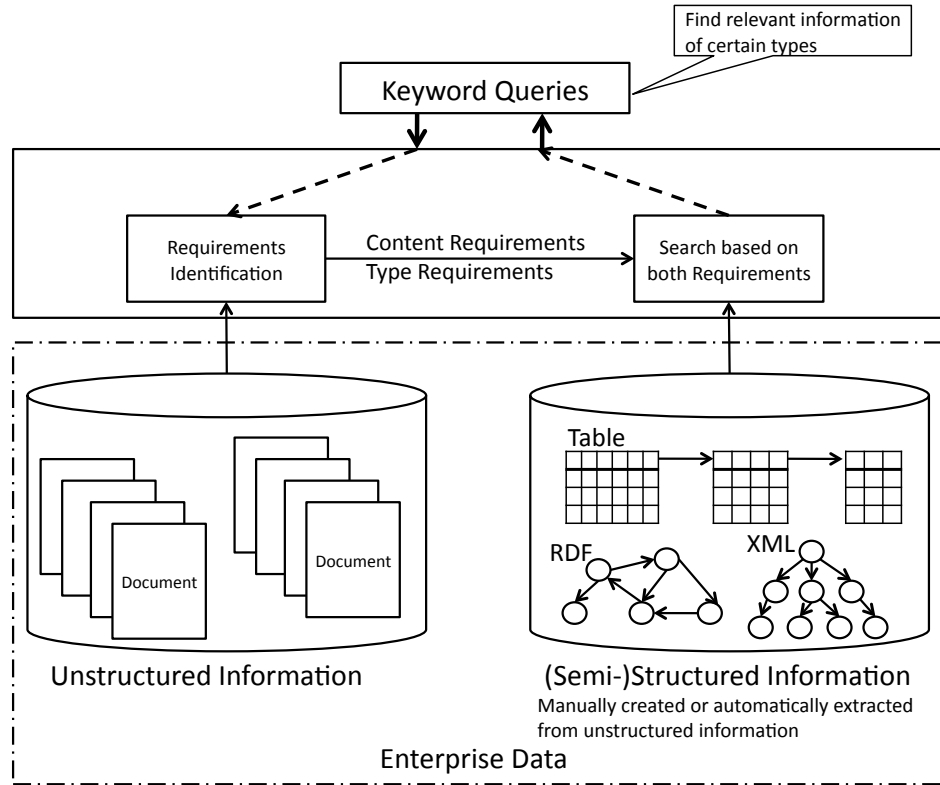 Find relevant information
of certain types
Keyword Queries
Requirements
Identification
Content Requirements
Type Requirements
Search based on
both Requirements
Table
RDF
XML
Document
Document
Unstructured Information
(Semi-)Structured Information
Manually created or automatically extracted
from unstructured information
Enterprise Data